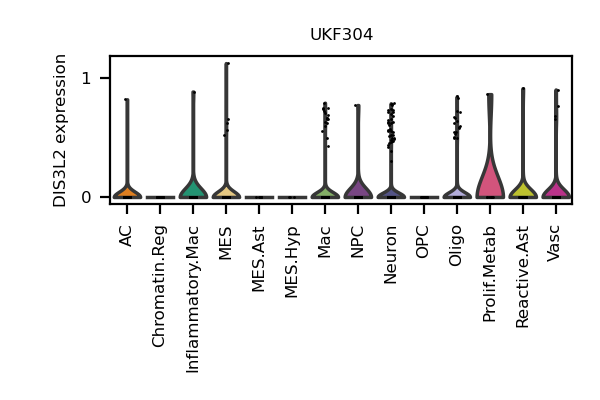 UKF304
DIS3L2 expression
1
0
AC
Chromatin.Reg
Inflammatory.Mac
MES
MES.Ast
MES.Hyp
Mac
NPC
Neuron
OPC
Oligo
Prolif.Metab
Reactive.Ast
Vasc